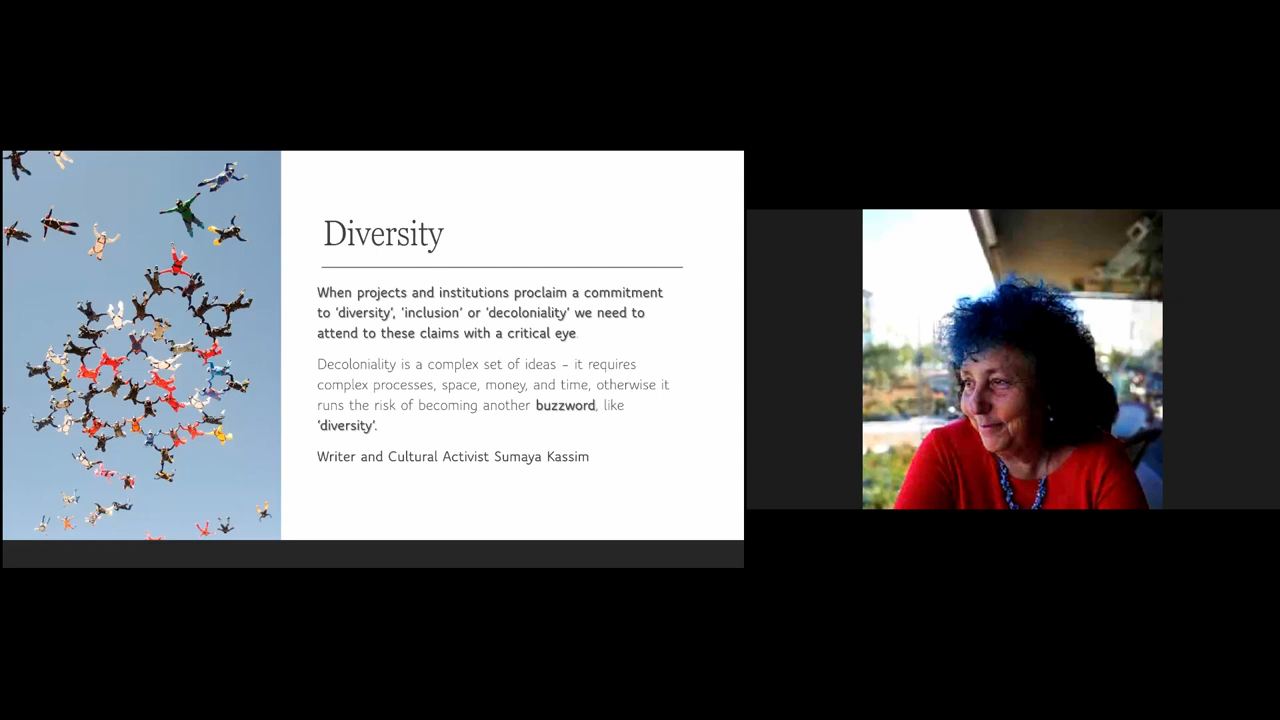 Diversity
When projects and institutions proclaim a commitment
to 'diversity', 'inclusion' or 'decoloniality' we need to
attend to these claims with a critical eye.
Decoloniality is a complex set of ideas – it requires
complex processes, space, money, and time, otherwise it
runs the risk of becoming another buzzword, like
'diversity'.
Writer and Cultural Activist Sumaya Kassim